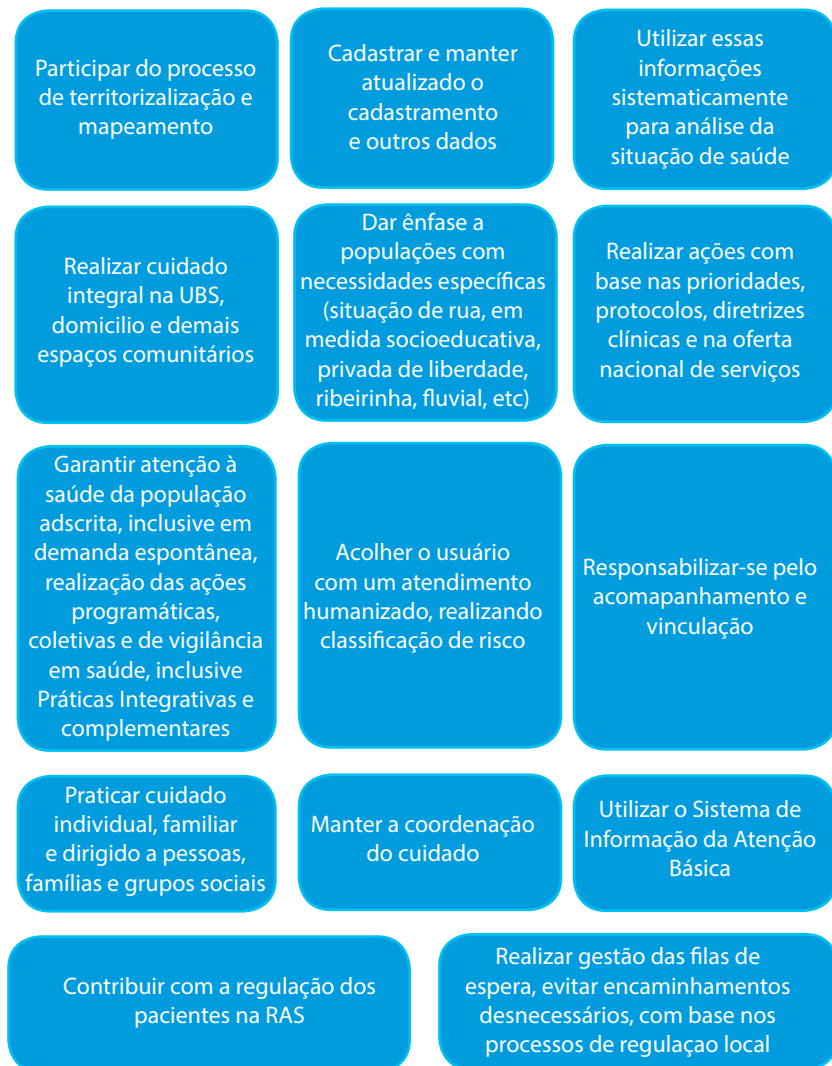 Participar do processo
de territorizalização e
mapeamento
Cadastrar e manter
atualizado o
cadastramento
e outros dados
Utilizar essas
informações
sistematicamente
para análise da
situação de saúde
Realizar cuidado
integral na UBS,
domicilio e demais
espaços comunitários
Dar ênfase a
populações com
necessidades específicas
(situação de rua, em
medida socioeducativa,
privada de liberdade,
ribeirinha, fluvial, etc)
Realizar ações com
base nas prioridades,
protocolos, diretrizes
clínicas e na oferta
nacional de serviços
Garantir atenção à
saúde da população
adscrita, inclusive em
demanda espontânea,
realização das ações
programáticas,
coletivas e de vigilância
em saúde, inclusive
Práticas Integrativas e
complementares
Acolher o usuário
com um atendimento
humanizado, realizando
classificação de risco
Responsabilizar-se pelo
acomapanhamento e
vinculação
Praticar cuidado
individual, familiar
e dirigido a pessoas,
famílias e grupos sociais
Manter a coordenação
do cuidado
Utilizar o Sistema de
Informação da Atenção
Básica
Contribuir com a regulação dos
pacientes na RAS
Realizar gestão das filas de
espera, evitar encaminhamentos
desnecessários, com base nos
processos de regulaçao local